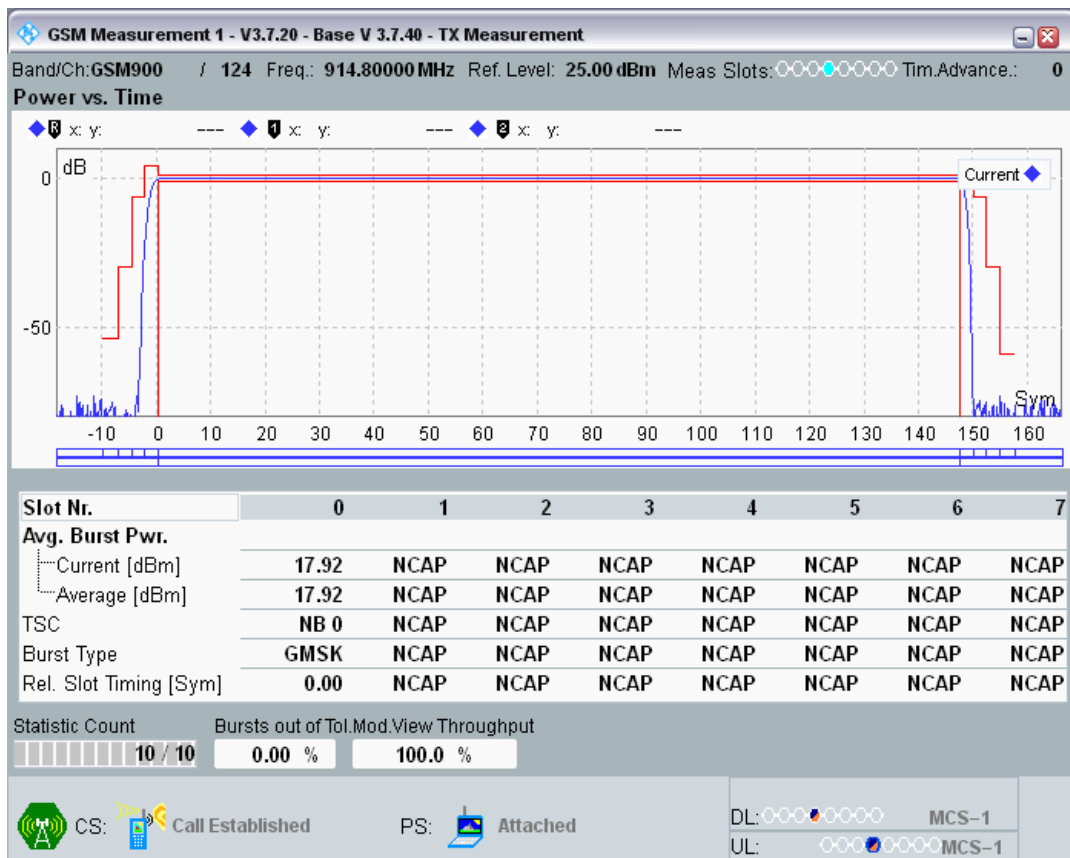 GSM Measurement 1 - V3.7.20 - Base V 3.7.40 - TX Measurement
Band/Ch:GSM900 / 124 Freq.: 914.80000 MHz Ref. Level: 25.00 dBm Meas Slots: Tim.Advance.: 0
Power vs. Time
R x: y: --- 1 x: y: --- 2 x: y: ---
dB
Current
0
-50
Sym
-10 0 10 20 30 40 50 60 70 80 90 100 110 120 130 140 150 160
Slot Nr. 0 1 2 3 4 5 6 7
Avg. Burst Pwr.
Current [dBm] 17.92 NCAP NCAP NCAP NCAP NCAP NCAP NCAP
Average [dBm] 17.92 NCAP NCAP NCAP NCAP NCAP NCAP NCAP
TSC NB 0 NCAP NCAP NCAP NCAP NCAP NCAP NCAP
Burst Type GMSK NCAP NCAP NCAP NCAP NCAP NCAP NCAP
Rel. Slot Timing [Sym] 0.00 NCAP NCAP NCAP NCAP NCAP NCAP NCAP
Statistic Count Bursts out of Tol.Mod.View Throughput
10 / 10 0.00 % 100.0 %
CS: Call Established PS: Attached
DL: MCS-1
UL: MCS-1